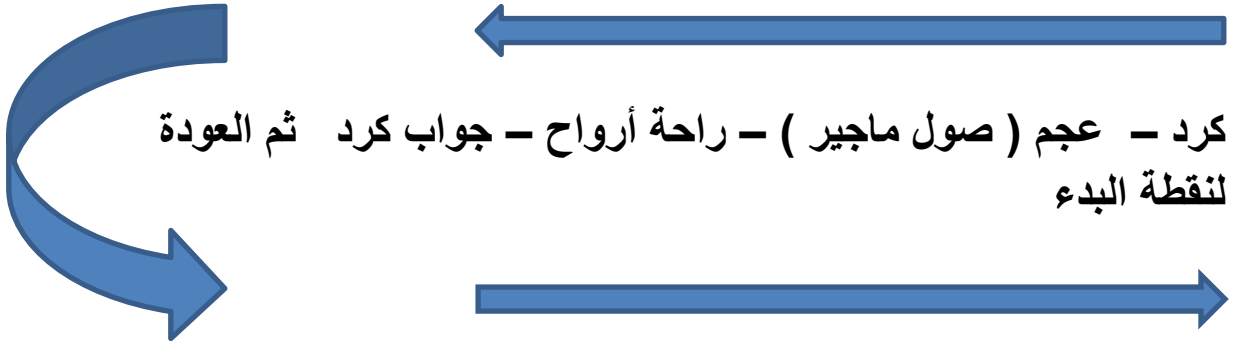 كرد – عجم ( صول ماجير ) – راحة أرواح – جواب كرد ثم العودة
لنقطة البدء